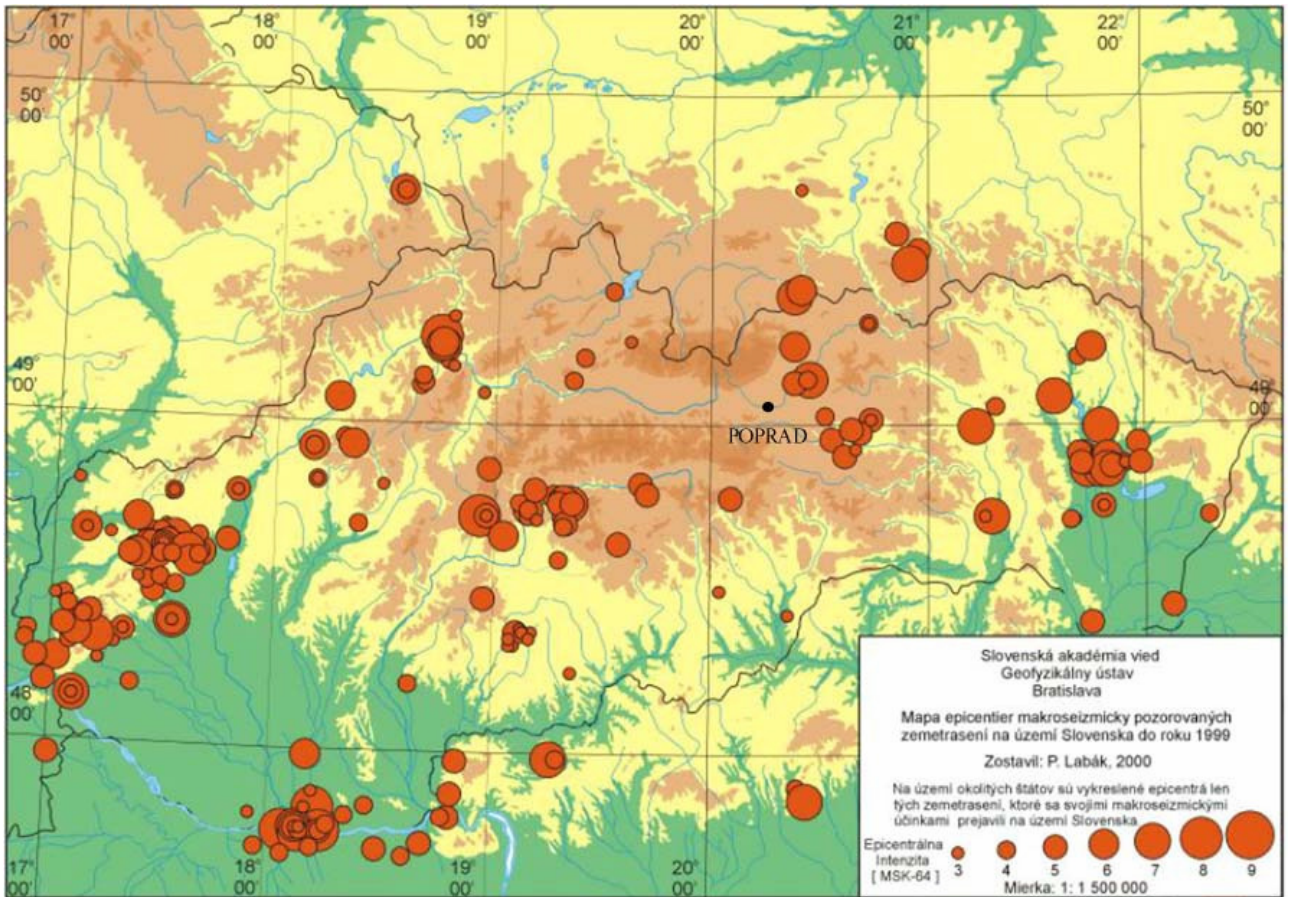 17°
00'
18°
00'
19°
00'
20°
00'
21°
00'
22°
00'
50°
00'
50°
00'
49°
00'
49
00'
POPRAD
48
00'
Slovenská akadémia vied
Geofyzikálny ústav
Bratislava
Mapa epicentier makroseizmicky pozorovaných
zemetrasení na území Slovenska do roku 1999
Zostavil: P. Labák, 2000
Na území okolitých štátov sú vykreslené epicentrá len
tých zemetrasení, ktoré sa svojimi makroseizmickými
účinkami prejavili na území Slovenska
Epicentrálna
Intenzita
[ MSK-64 ]
3 4 5 6 7 8 9
Mierka: 1: 1 500 000
17°
00'
18°
00'
19°
00'
20°
00'